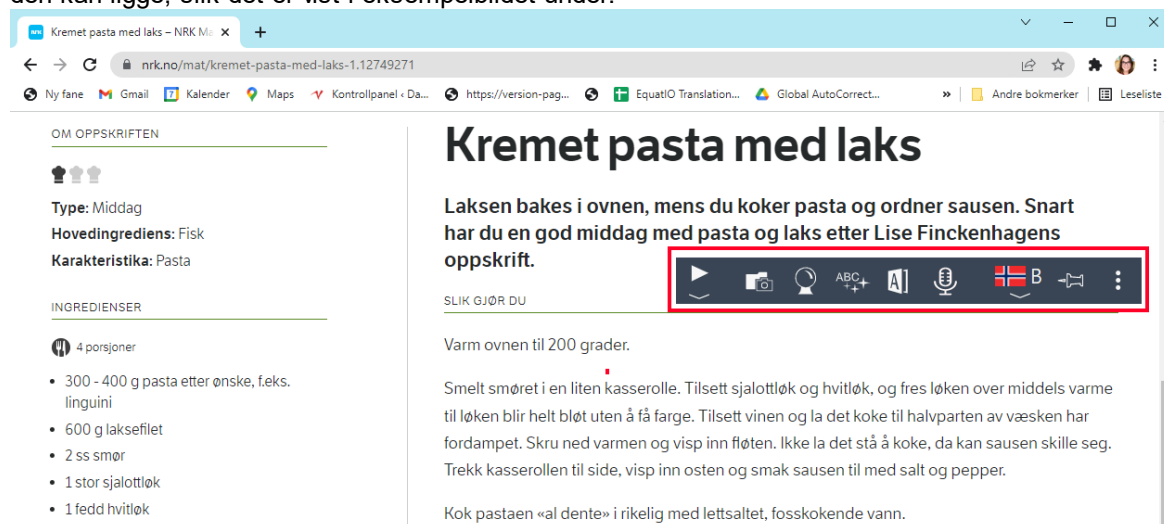 den kan ligge, slik det er vist i eksempelbildet under.
nrk Kremet pasta med laks – NRK Ma
nrk.no/mat/kremet-pasta-med-laks-1.12749271
Ny fane Gmail 7 Kalender Maps Kontrollpanel ‹ Da... https://version-pag... EquatIO Translation... Global AutoCorrect... » Andre bokmerker Leseliste
OM OPPSKRIFTEN
Type: Middag
Hovedingrediens: Fisk
Karakteristika: Pasta
INGREDIENSER
4 porsjoner
• 300 - 400 g pasta etter ønske, f.eks.
linguini
• 600 g laksefilet
• 2 ss smør
• 1 stor sjalottløk
• 1 fedd hvitløk
Kremet pasta med laks
Laksen bakes i ovnen, mens du koker pasta og ordner sausen. Snart
har du en god middag med pasta og laks etter Lise Finckenhagens
oppskrift.
ABC A B
SLIK GJØR DU
Varm ovnen til 200 grader.
Smelt smøret i en liten kasserolle. Tilsett sjalottløk og hvitløk, og fres løken over middels varme
til løken blir helt bløt uten å få farge. Tilsett vinen og la det koke til halvparten av væsken har
fordampet. Skru ned varmen og visp inn fløten. Ikke la det stå å koke, da kan sausen skille seg.
Trekk kasserollen til side, visp inn osten og smak sausen til med salt og pepper.
Kok pastaen «al dente» i rikelig med lettsaltet, fosskokende vann.